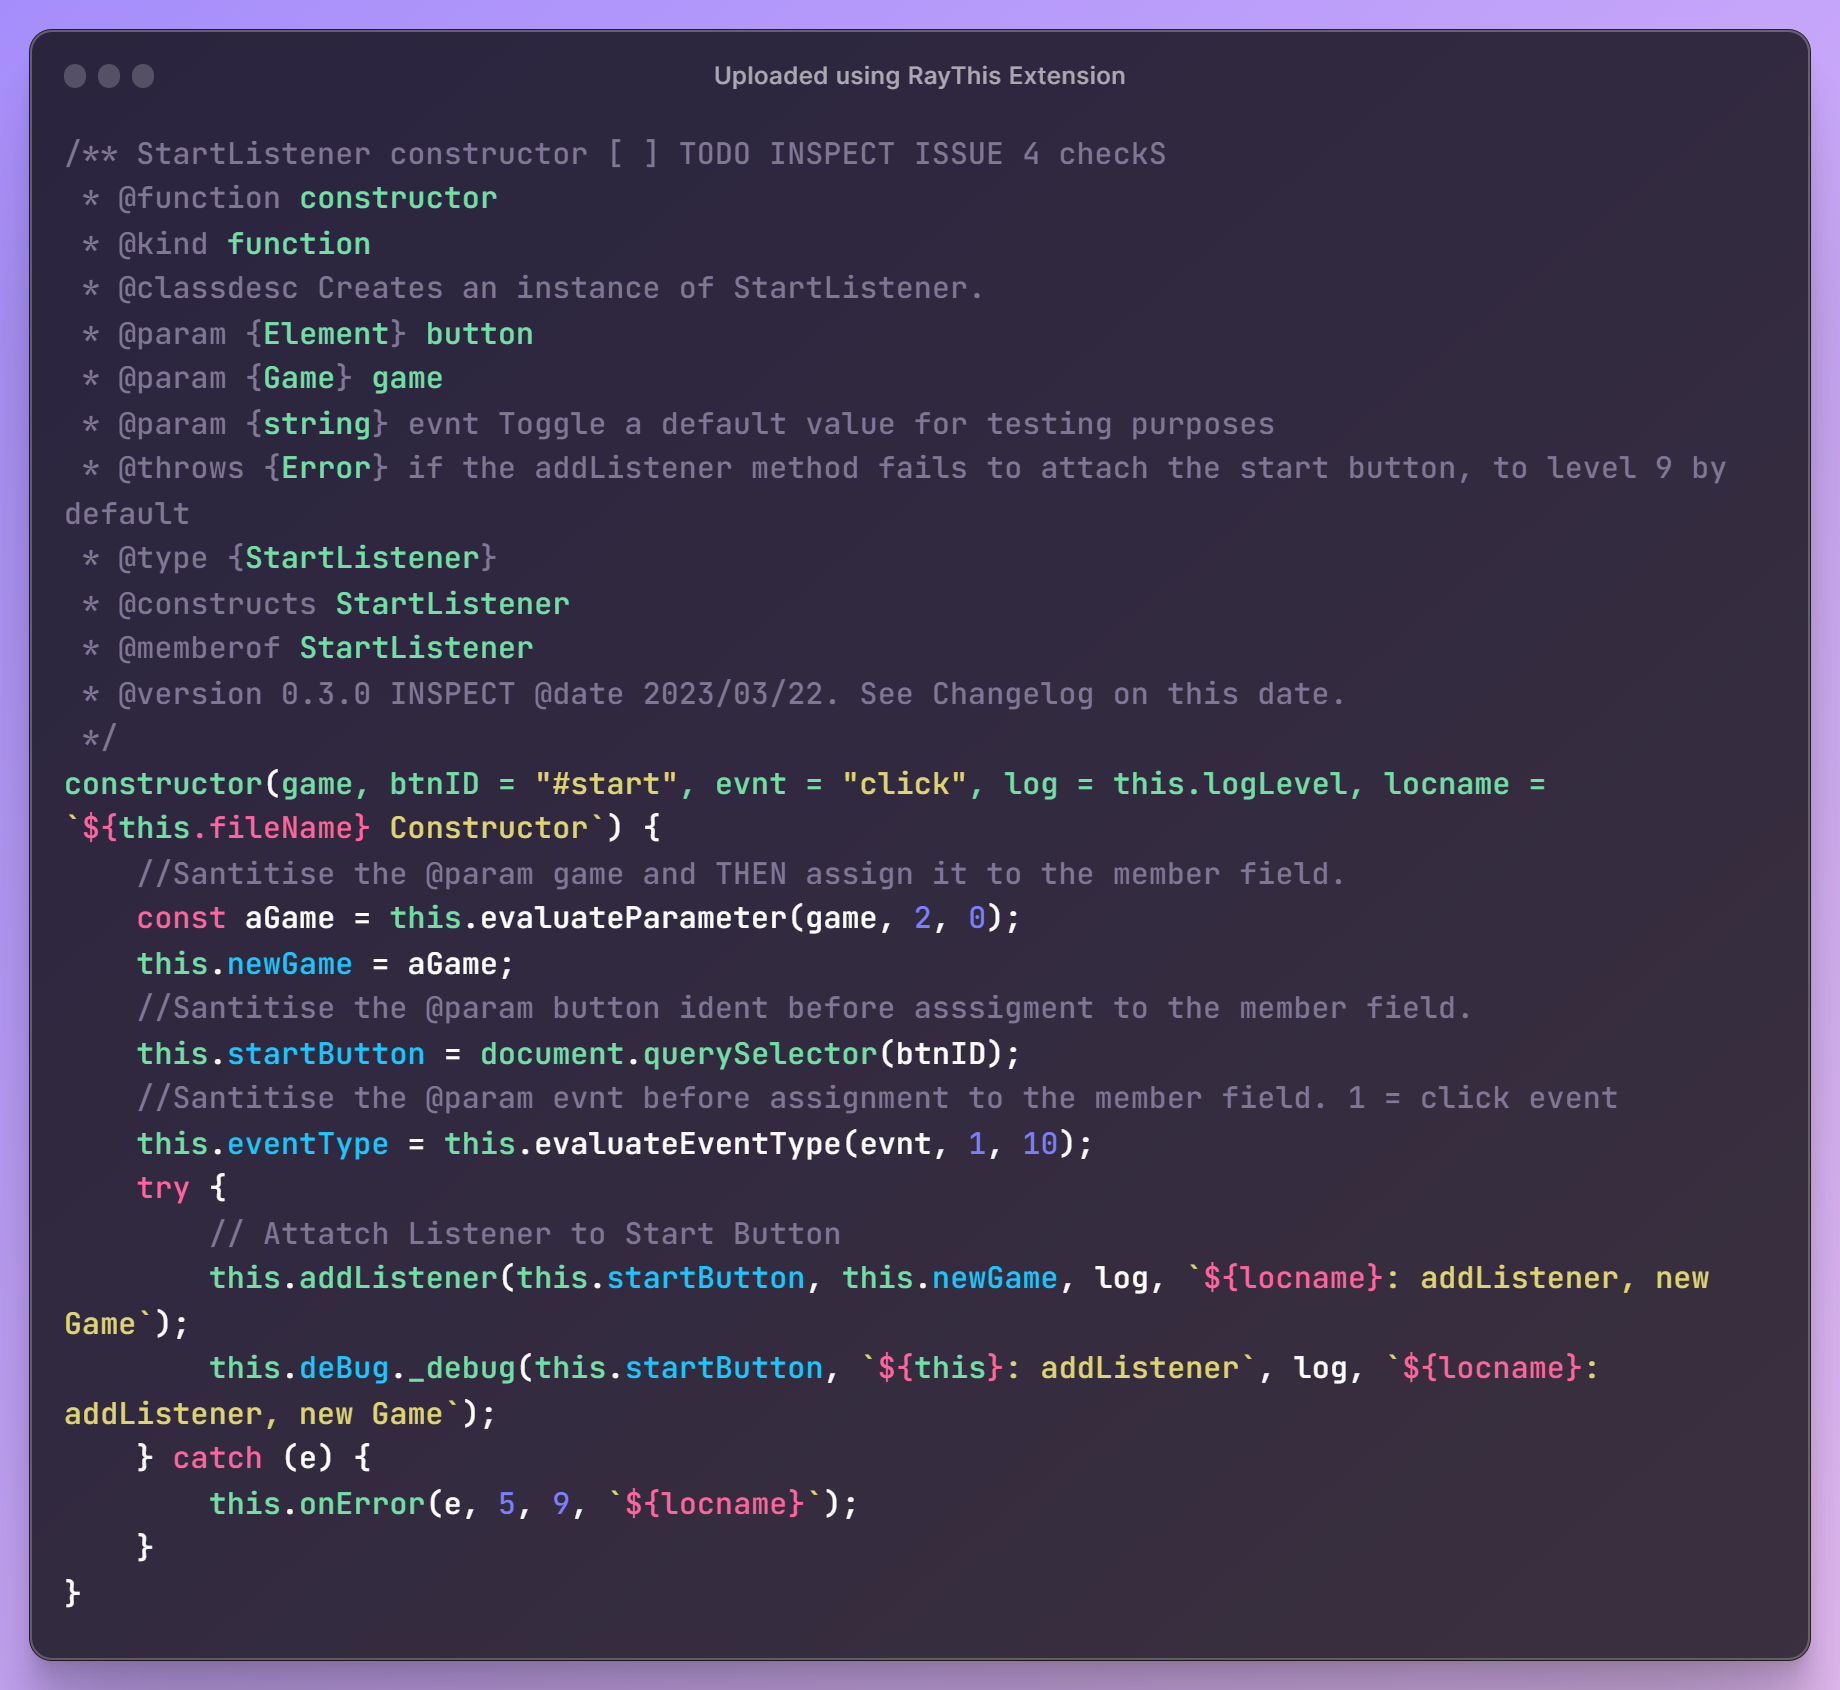 Uploaded using RayThis Extension
/** StartListener constructor [ ] TODO INSPECT ISSUE 4 checkS
 * @function constructor
 * @kind function
 * @classdesc Creates an instance of StartListener.
 * @param {Element} button
 * @param {Game} game
 * @param {string} evnt Toggle a default value for testing purposes
 * @throws {Error} if the addListener method fails to attach the start button, to level 9 by
default
 * @type {StartListener}
 * @constructs StartListener
 * @memberof StartListener
 * @version 0.3.0 INSPECT @date 2023/03/22. See Changelog on this date.
 */
constructor(game, btnID = "#start", evnt = "click", log = this.logLevel, locname =
`${this.fileName} Constructor`) {
    //Santitise the @param game and THEN assign it to the member field.
    const aGame = this.evaluateParameter(game, 2, 0);
    this.newGame = aGame;
    //Santitise the @param button ident before asssigment to the member field.
    this.startButton = document.querySelector(btnID);
    //Santitise the @param evnt before assignment to the member field. 1 = click event
    this.eventType = this.evaluateEventType(evnt, 1, 10);
    try {
        // Attatch Listener to Start Button
        this.addListener(this.startButton, this.newGame, log, `${locname}: addListener, new
Game`);
        this.deBug._debug(this.startButton, `${this}: addListener`, log, `${locname}:
addListener, new Game`);
    } catch (e) {
        this.onError(e, 5, 9, `${locname}`);
    }
}